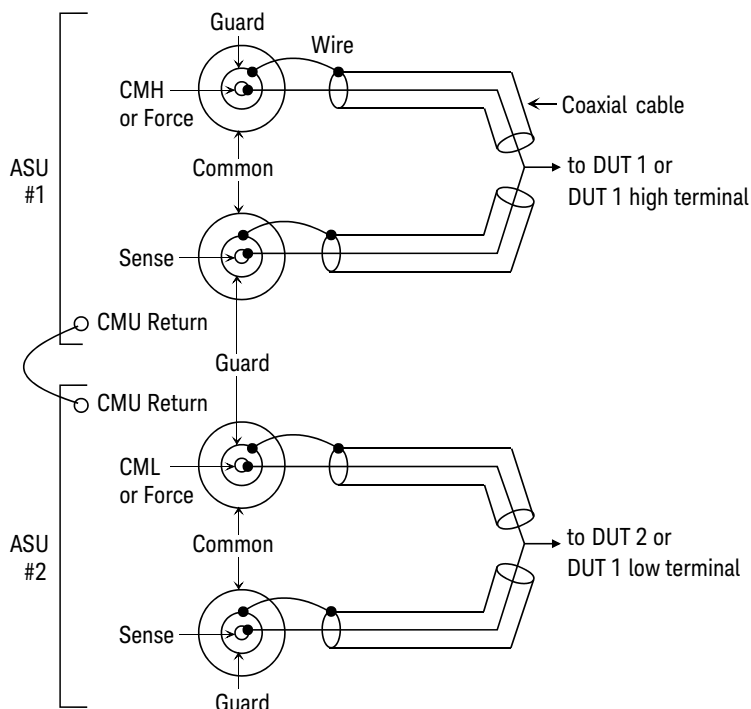 Guard
Wire
CMH
or Force
Coaxial cable
ASU
#1
Common
to DUT 1 or
DUT 1 high terminal
Sense
CMU Return
Guard
CMU Return
CML
or Force
ASU
#2
Common
to DUT 2 or
DUT 1 low terminal
Sense
Guard